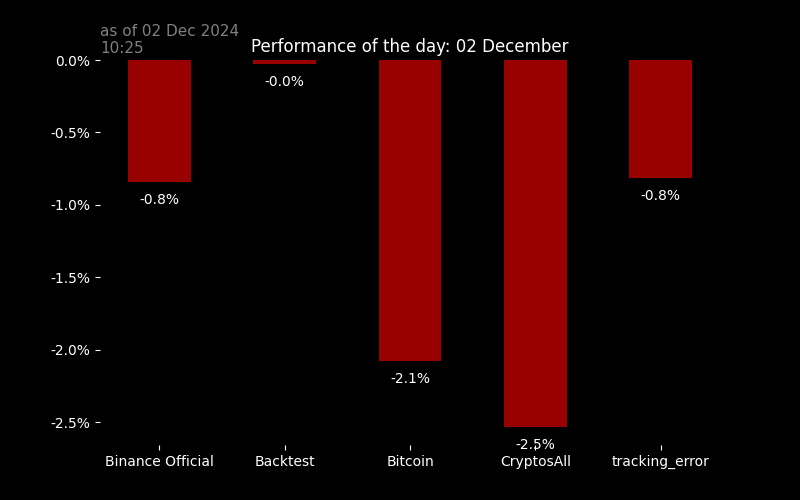 as of 02 Dec 2024
10:25
Performance of the day: 02 December
0.0%
-0.5%
-1.0%
-1.5%
-2.0%
-2.5%
-0.8%
-0.0%
-2.1%
-2.5%
-0.8%
Binance Official
Backtest
Bitcoin
CryptosAll
tracking_error